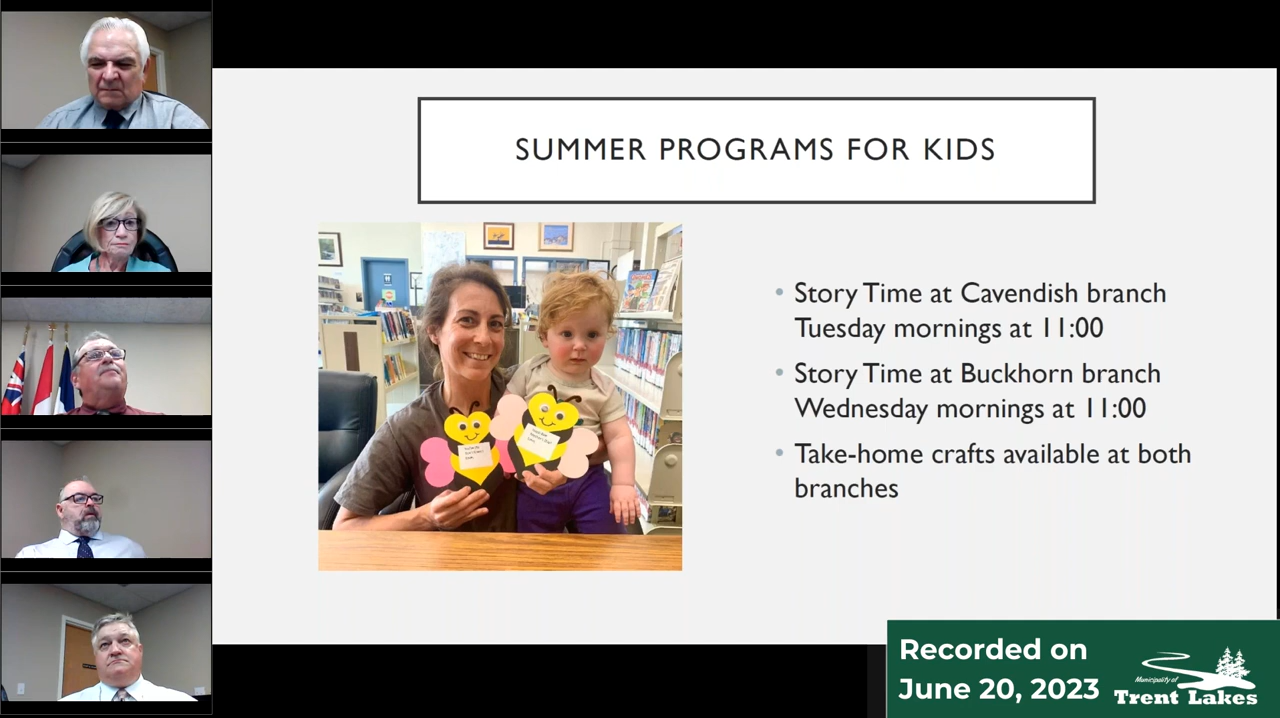 SUMMER PROGRAMS FOR KIDS
• Story Time at Cavendish branch
Tuesday mornings at 11:00
• Story Time at Buckhorn branch
Wednesday mornings at 11:00
• Take-home crafts available at both
branches
Recorded on
June 20, 2023
Municipality of
Trent Lakes